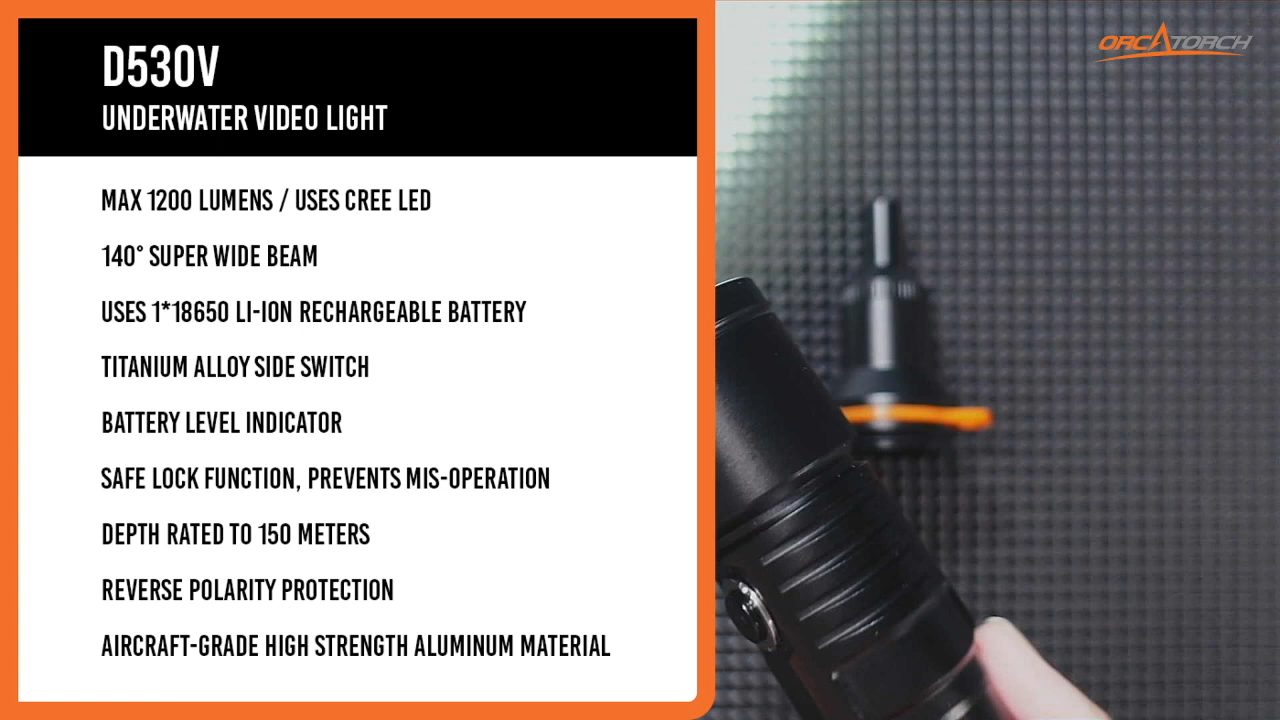 D530V
UNDERWATER VIDEO LIGHT
MAX 1200 LUMENS / USES CREE LED
140° SUPER WIDE BEAM
USES 1*18650 LI-ION RECHARGEABLE BATTERY
TITANIUM ALLOY SIDE SWITCH
BATTERY LEVEL INDICATOR
SAFE LOCK FUNCTION, PREVENTS MIS-OPERATION
DEPTH RATED TO 150 METERS
REVERSE POLARITY PROTECTION
AIRCRAFT-GRADE HIGH STRENGTH ALUMINUM MATERIAL
ORCATORCH